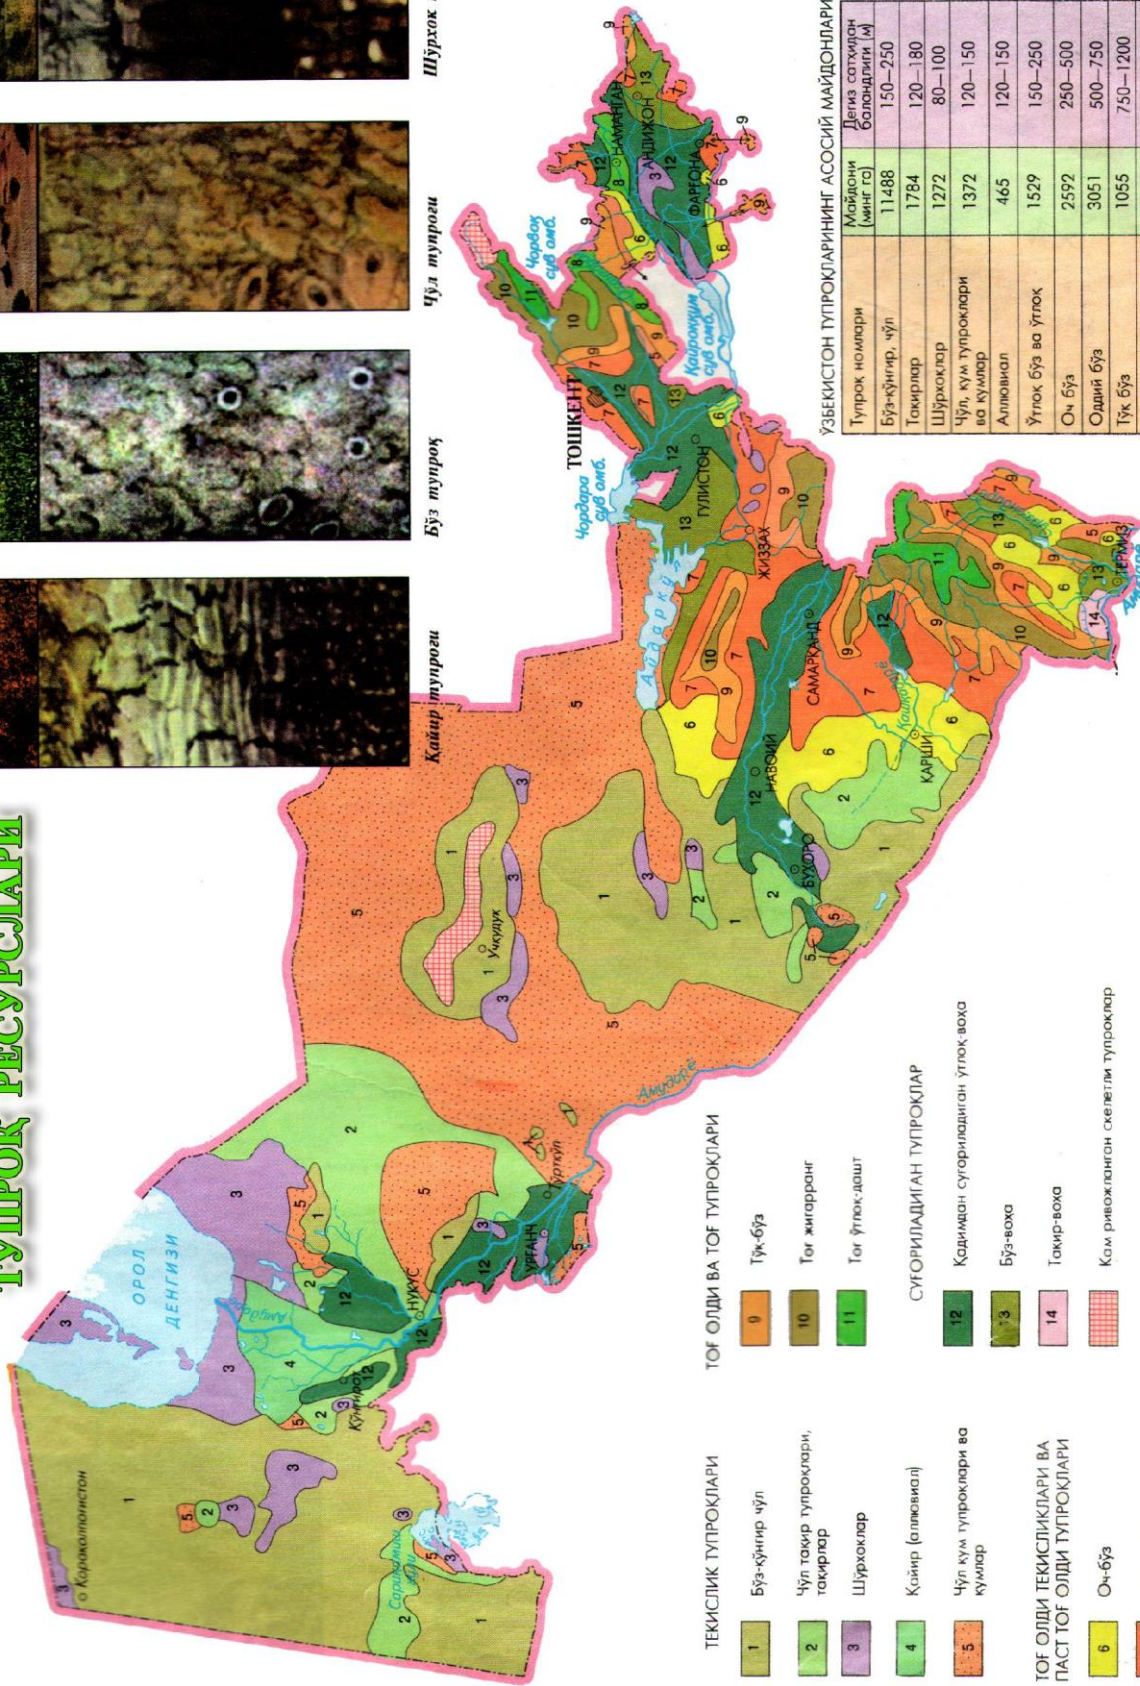 ТУПРОҚ РЕСУРСЛАРИ
Қайир тупроғи
Бўз тупроқ
Чўл тупроғи
Шўрхок
ОРОЛ
ДЕНГИЗИ
Қорақалпоғистон
Сариқамиш
кўли
Қўнғирот
Амударё
НУКУС
УРГАНЧ
Тўрткўл
Амударё
Учқудуқ
БУХОРО
НАВОИЙ
САМАРҚАНД
ҚАРШИ
Қашқадарё
ТЕРМИЗ
Айдаркўл
ЖИЗЗАХ
ГУЛИСТОН
Чордара
сув омб.
ТОШКЕНТ
Чорвоқ
сув омб.
Қайроққум
сув омб.
НАМАНГАН
АНДИЖОН
ФАРҒОНА
ТЕКИСЛИК ТУПРОҚЛАРИ
1 Бўз-қўнғир чўл
2 Чўл тақир тупроқлари,
тақирлар
3 Шўрхоклар
4 Қайир (аллювиал)
5 Чўл қум тупроқлари ва
қумлар
ТОҒ ОЛДИ ТЕКИСЛИКЛАРИ ВА
ПАСТ ТОҒ ОЛДИ ТУПРОҚЛАРИ
6 Оч-бўз
ТОҒ ОЛДИ ВА ТОҒ ТУПРОҚЛАРИ
9 Тўқ-бўз
10 Тоғ жигарранг
11 Тоғ ўтлоқ-дашт
СУҒОРИЛАДИГАН ТУПРОҚЛАР
12 Қадимдан суғориладиган ўтлоқ-воҳа
13 Бўз-воҳа
14 Тақир-воҳа
Кам ривожланган скелетли тупроқлар
ЎЗБЕКИСТОН ТУПРОҚЛАРИНИНГ АСОСИЙ МАЙДОНЛАРИ
Тупроқ номлари Майдони (минг га) Денгиз сатҳидан баландлиги (м)
Бўз-қўнғир, чўл 11488 150–250
Тақирлар 1784 120–180
Шўрхоклар 1272 80–100
Чўл, қум тупроқлари ва қумлар 1372 120–150
Аллювиал 465 120–150
Ўтлоқ бўз ва ўтлоқ 1529 150–250
Оч бўз 2592 250–500
Оддий бўз 3051 500–750
Тўқ бўз 1055 750–1200